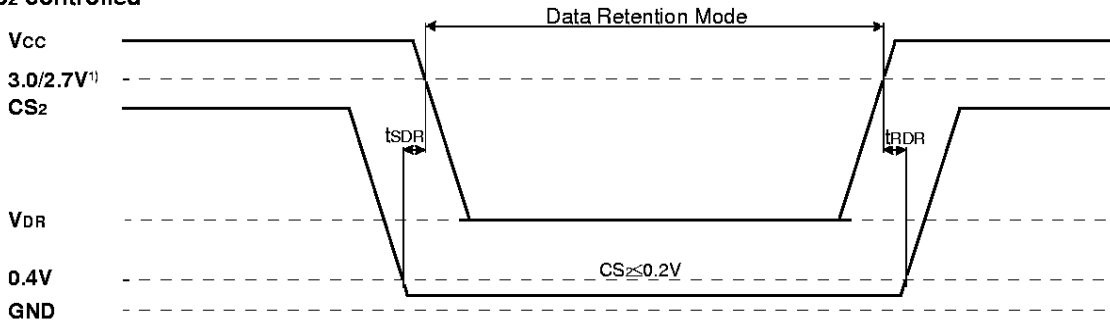 controlled
Data Retention Mode
VCC
3.0/2.7V1)
CS2
tSDR
tRDR
VDR
0.4V
CS2≤0.2V
GND